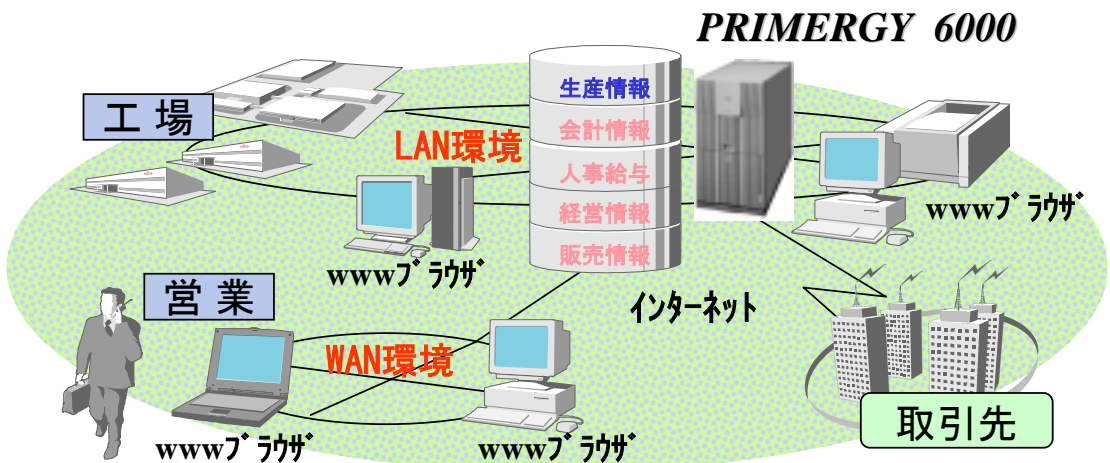 PRIMERGY 6000
生産情報
会計情報
人事給与
経営情報
販売情報
工 場
LAN環境
wwwﾌﾞﾗｳｻﾞ
wwwﾌﾞﾗｳｻﾞ
営 業
インターネット
WAN環境
取引先
wwwﾌﾞﾗｳｻﾞ
wwwﾌﾞﾗｳｻﾞ